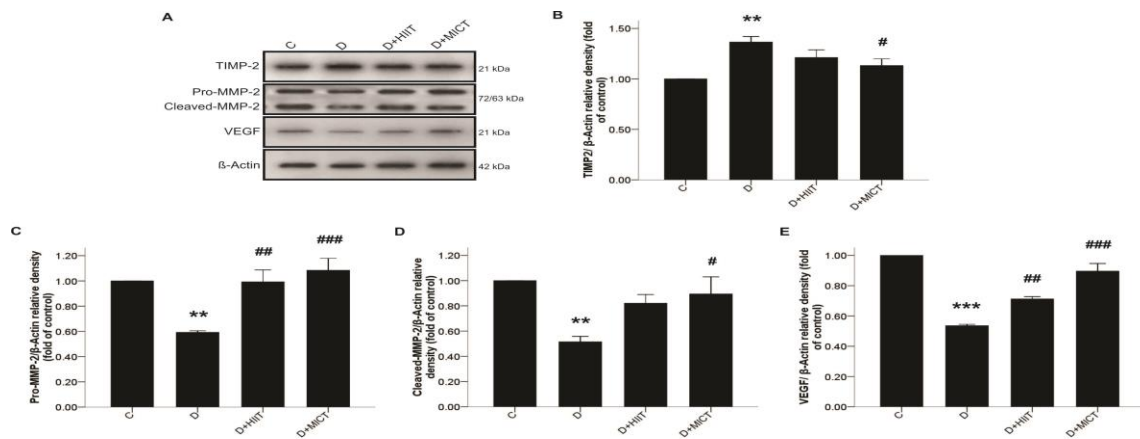 A
C D D+HIIT D+MICT
TIMP-2 21 kDa
Pro-MMP-2
72/63 kDa
Cleaved-MMP-2
VEGF 21 kDa
ß-Actin 42 kDa
B
TIMP2/ β-Actin relative density (fold
of control)
1.50
1.00
0.50
0.00
**
#
C D D+HIIT D+MICT
C
Pro-MMP-2/β-Actin relative density
(fold of control)
1.20
1.00
0.80
0.60
0.40
0.20
0.00
**
##
###
C D D+HIIT D+MICT
D
Cleaved-MMP-2/β-Actin relative
density (fold of control)
1.20
1.00
0.80
0.60
0.40
0.20
0.00
**
#
C D D+HIIT D+MICT
E
VEGF/ β-Actin relative density (fold
of control)
1.00
0.80
0.60
0.40
0.20
0.00
***
##
###
C D D+HIIT D+MICT